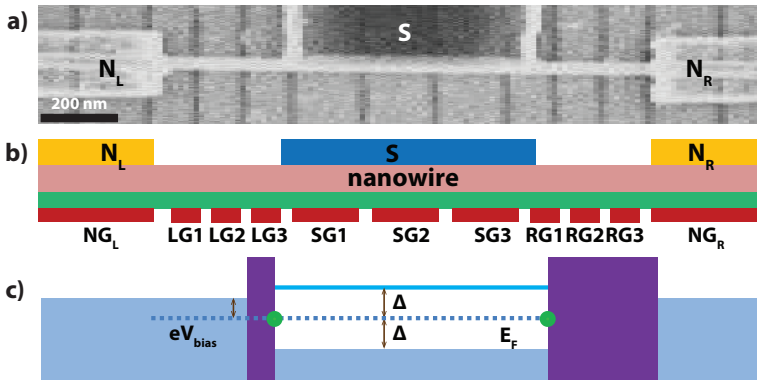 a)
S
N_L
N_R
200 nm
b)
N_L
S
N_R
nanowire
NG_L LG1 LG2 LG3 SG1 SG2 SG3 RG1 RG2 RG3 NG_R
c)
Δ
Δ
eV_bias
E_F